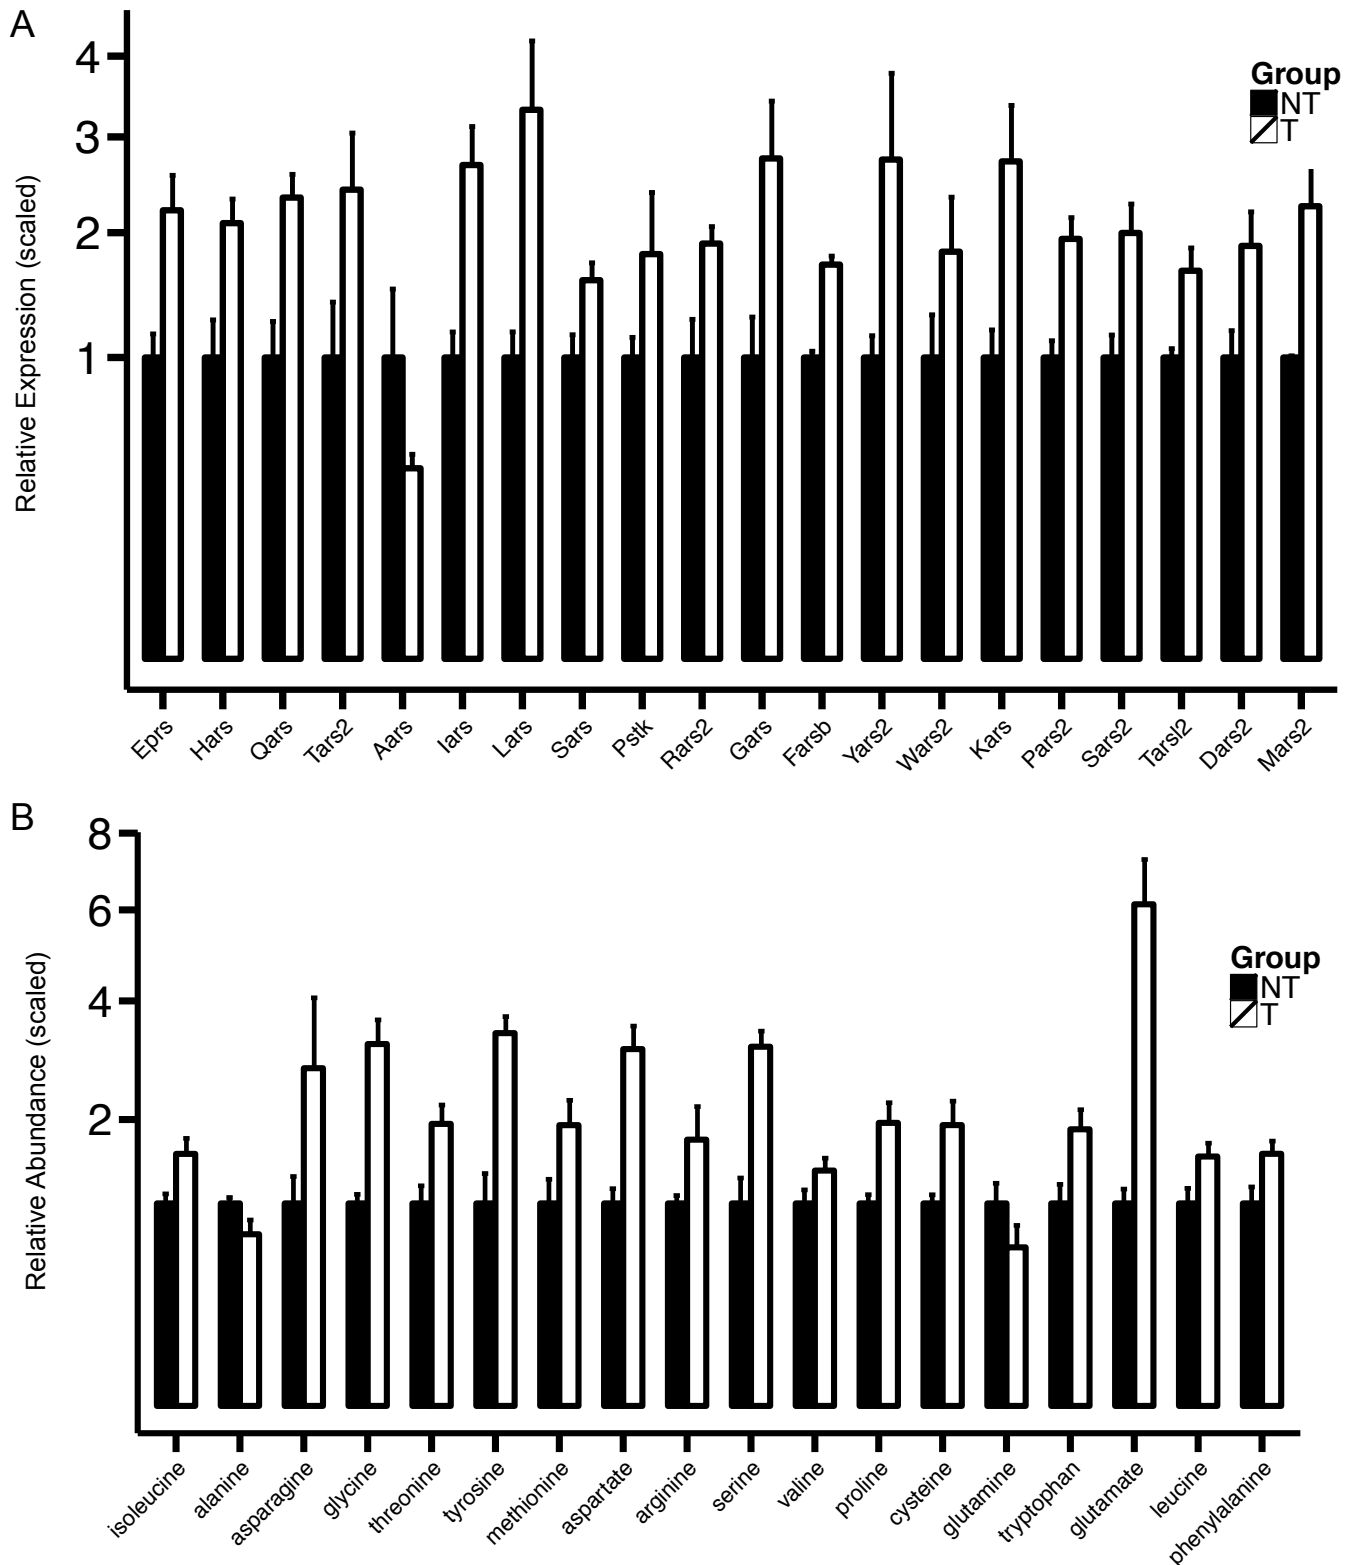 A
Relative Expression (scaled)
4
3
2
1
Group
NT
T
Eprs
Hars
Qars
Tars2
Aars
Iars
Lars
Sars
Pstk
Rars2
Gars
Farsb
Yars2
Wars2
Kars
Pars2
Sars2
Tarsl2
Dars2
Mars2
B
Relative Abundance (scaled)
8
6
4
2
Group
NT
T
isoleucine
alanine
asparagine
glycine
threonine
tyrosine
methionine
aspartate
arginine
serine
valine
proline
cysteine
glutamine
tryptophan
glutamate
leucine
phenylalanine